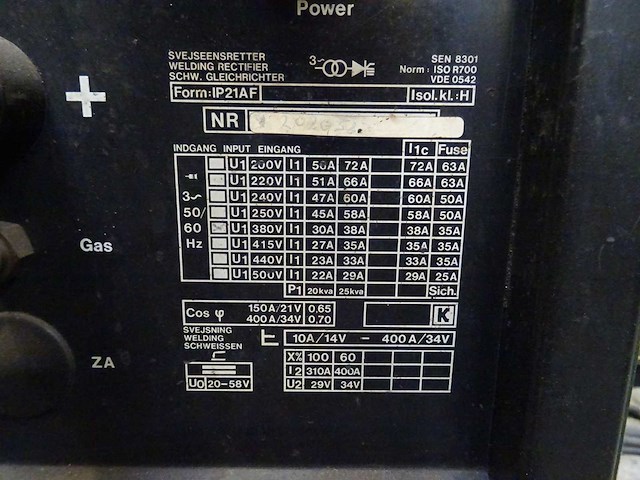 Power
SVEJSEENSRETTER
WELDING RECTIFIER
SCHW. GLEICHRICHTER
3~
SEN 8301
Norm: ISO R700
VDE 0542
Form: IP21AF Isol.kl.:H
NR
+
INDGANG INPUT EINGANG I1c Fuse
U1 200V I1 56A 72A 72A 63A
U1 220V I1 51A 66A 66A 63A
3~ U1 240V I1 47A 60A 60A 50A
50/ U1 250V I1 45A 58A 58A 50A
60 U1 380V I1 30A 38A 38A 35A
Hz U1 415V I1 27A 35A 35A 35A
U1 440V I1 23A 33A 33A 35A
U1 500V I1 22A 29A 29A 25A
P1 20kva 25kva Sich.
Gas
Cos φ 150A/21V 0,65
400A/34V 0,70
K
SVEJSNING
WELDING
SCHWEISSEN
10A/14V – 400A/34V
ZA
X% 100 60
I2 310A 400A
U0 20–58V U2 29V 34V